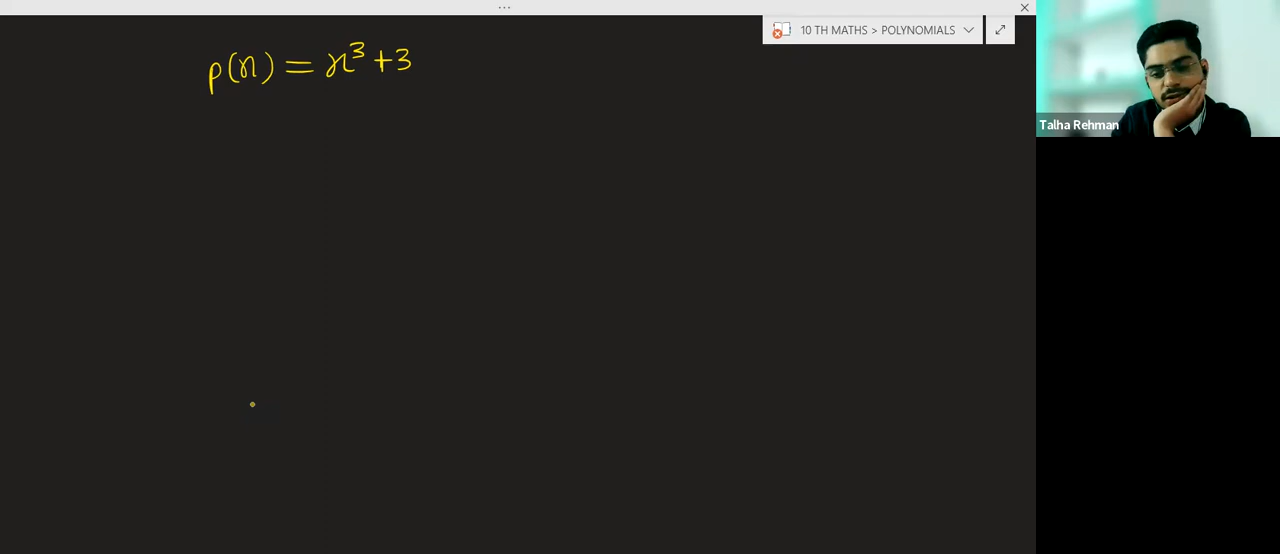 10 TH MATHS > POLYNOMIALS
p(x) = x³ + 3
Talha Rehman